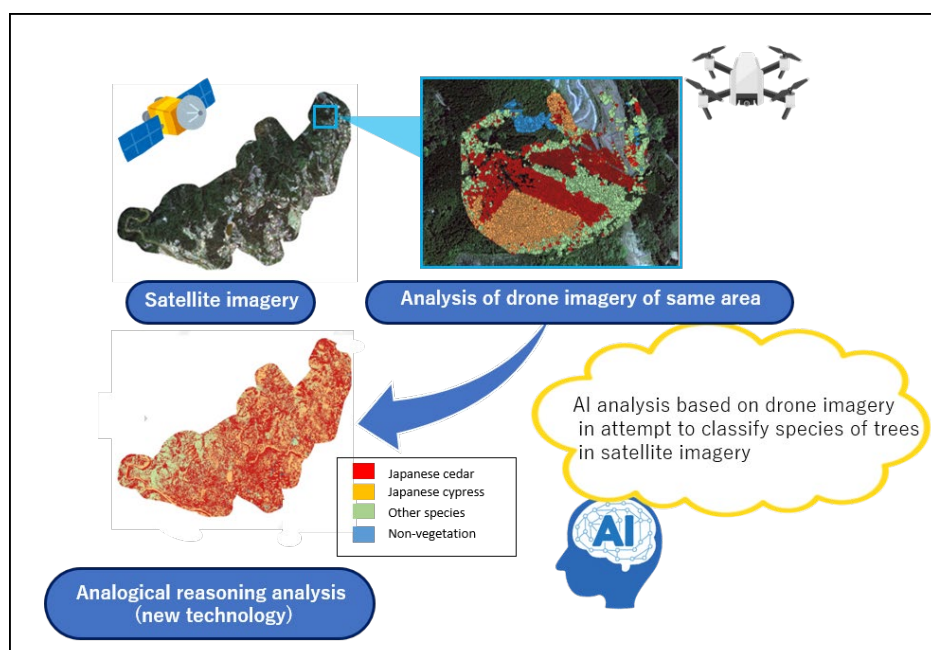 Satellite imagery
Analysis of drone imagery of same area
AI analysis based on drone imagery
in attempt to classify species of trees
in satellite imagery
Japanese cedar
Japanese cypress
Other species
Non-vegetation
AI
Analogical reasoning analysis
(new technology)